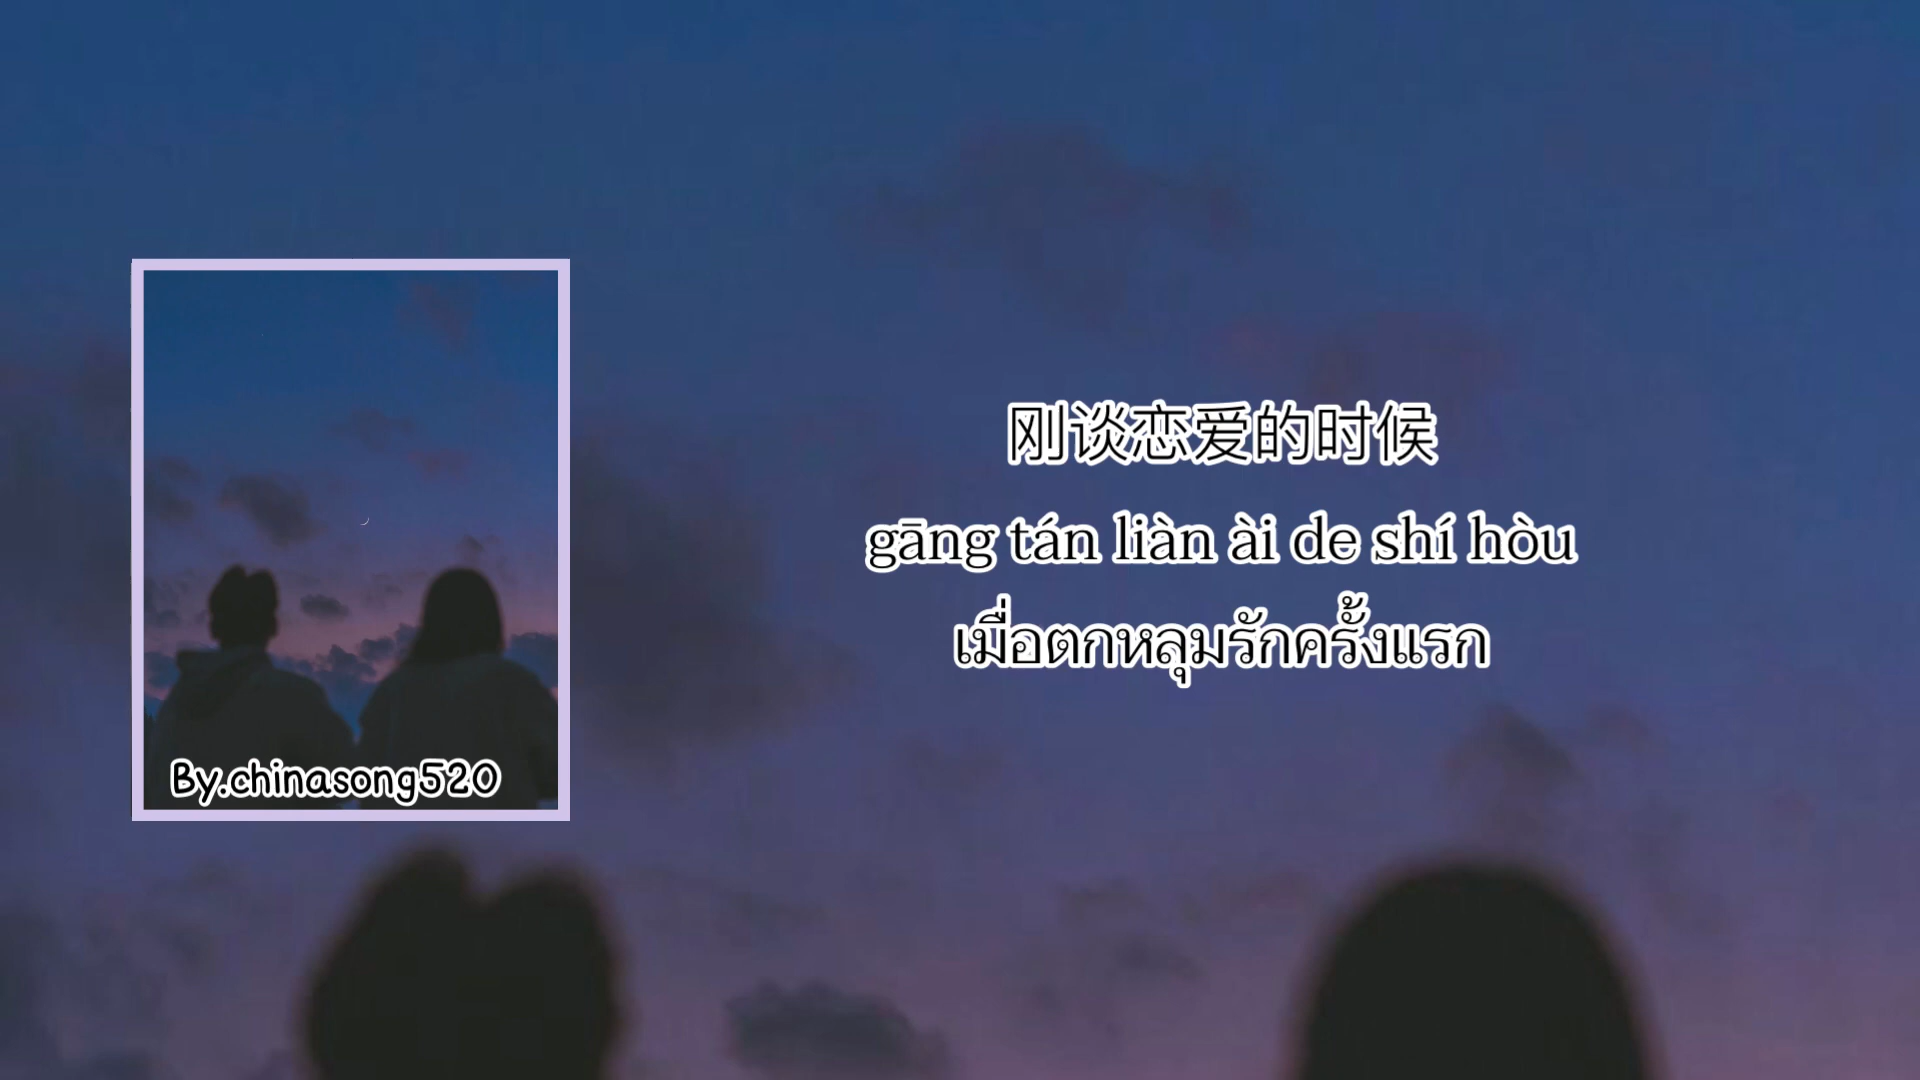 刚谈恋爱的时候
gāng tán liàn ài de shí hòu
เมื่อตกหลุมรักครั้งแรก
By.chinasong520